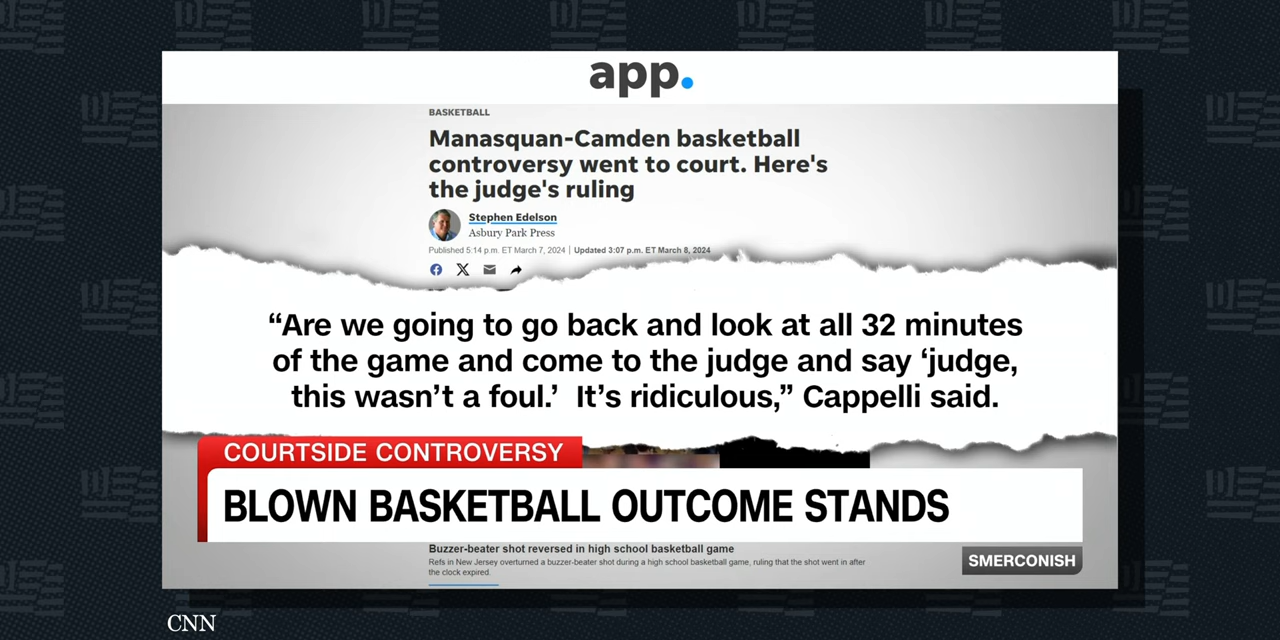 app.
BASKETBALL
Manasquan-Camden basketball
controversy went to court. Here's
the judge's ruling
Stephen Edelson
Asbury Park Press
Published 5:14 p.m. ET March 7, 2024 | Updated 3:07 p.m. ET March 8, 2024
“Are we going to go back and look at all 32 minutes
of the game and come to the judge and say ‘judge,
this wasn’t a foul.’ It’s ridiculous,” Cappelli said.
COURTSIDE CONTROVERSY
BLOWN BASKETBALL OUTCOME STANDS
Buzzer-beater shot reversed in high school basketball game
Refs in New Jersey overturned a buzzer-beater shot during a high school basketball game, ruling that the shot went in after
the clock expired.
SMERCONISH
CNN